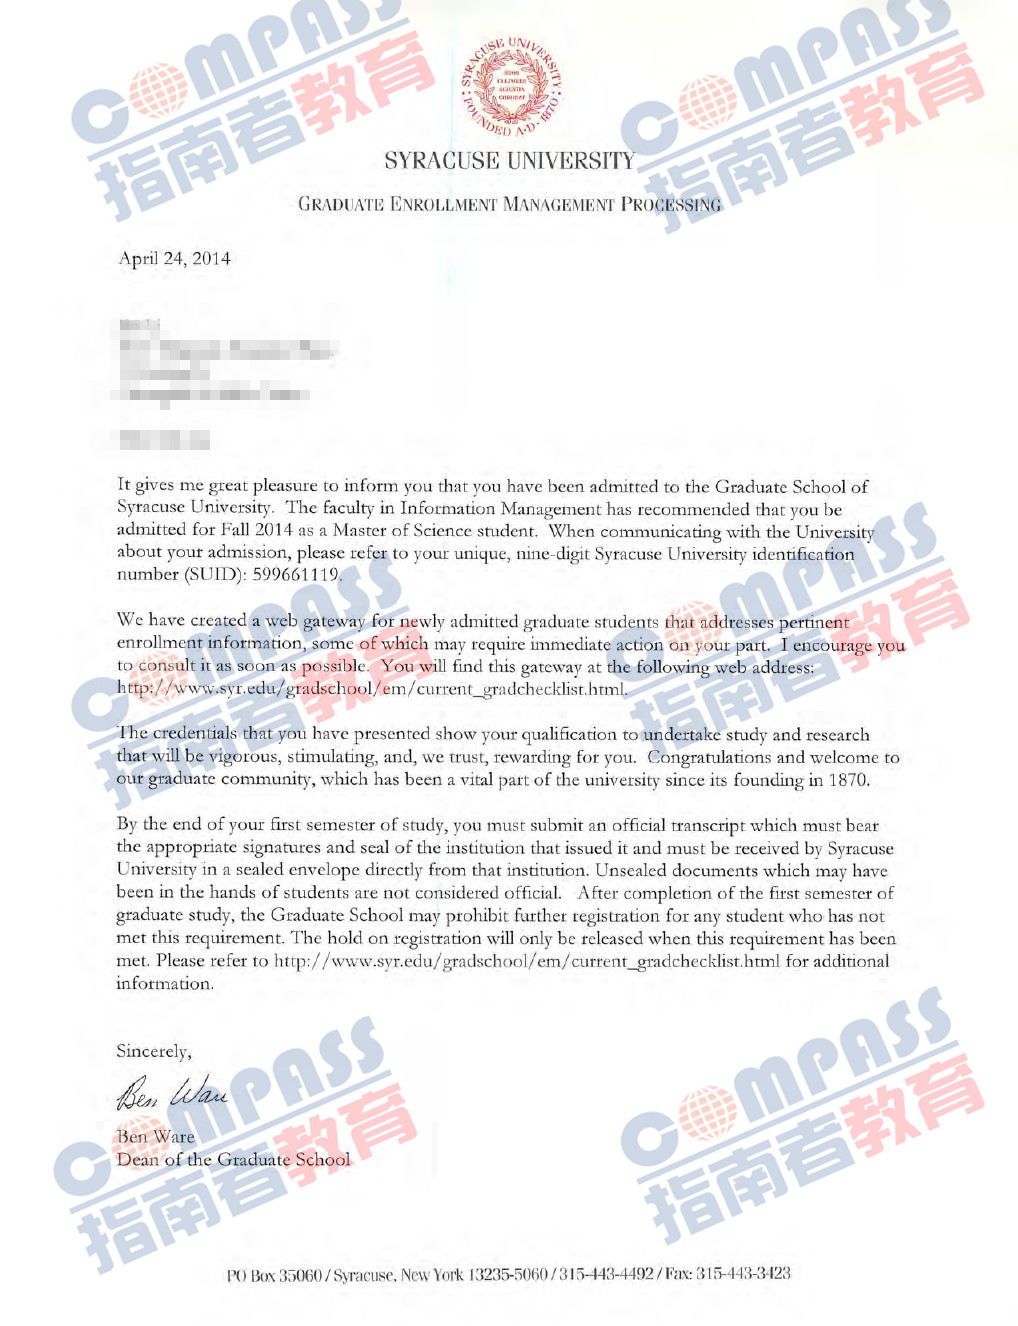 COMPASS
指南者教育
COMPASS
指南者教育
SYRACUSE UNIVERSITY
FOUNDED A·D· 1870
SUOS
CULTORES
SCIENTIA
CORONAT
SYRACUSE UNIVERSITY
GRADUATE ENROLLMENT MANAGEMENT PROCESSING
April 24, 2014
It gives me great pleasure to inform you that you have been admitted to the Graduate School of
Syracuse University.  The faculty in Information Management has recommended that you be
admitted for Fall 2014 as a Master of Science student.  When communicating with the University
about your admission, please refer to your unique, nine-digit Syracuse University identification
number (SUID): 599661119.
We have created a web gateway for newly admitted graduate students that addresses pertinent
enrollment information, some of which may require immediate action on your part.  I encourage you
to consult it as soon as possible.  You will find this gateway at the following web address:
http://www.syr.edu/gradschool/em/current_gradchecklist.html.
COMPASS
指南者教育
COMPASS
指南者教育
The credentials that you have presented show your qualification to undertake study and research
that will be vigorous, stimulating, and, we trust, rewarding for you.  Congratulations and welcome to
our graduate community, which has been a vital part of the university since its founding in 1870.
By the end of your first semester of study, you must submit an official transcript which must bear
the appropriate signatures and seal of the institution that issued it and must be received by Syracuse
University in a sealed envelope directly from that institution. Unsealed documents which may have
been in the hands of students are not considered official.   After completion of the first semester of
graduate study, the Graduate School may prohibit further registration for any student who has not
met this requirement. The hold on registration will only be released when this requirement has been
met. Please refer to http://www.syr.edu/gradschool/em/current_gradchecklist.html for additional
information.
Sincerely,
Ben Ware
Ben Ware
Dean of the Graduate School
COMPASS
指南者教育
COMPASS
指南者教育
PO Box 35060 / Syracuse, New York 13235-5060 / 315-443-4492 / Fax: 315-443-3423